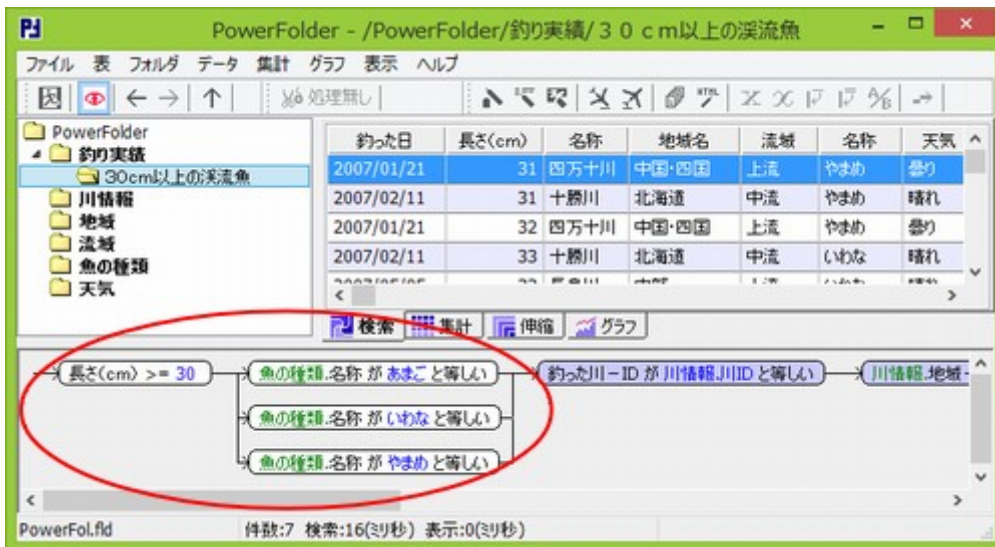 PowerFolder - /PowerFolder/釣り実績/３０ｃｍ以上の渓流魚
ファイル 表 フォルダ データ 集計 グラフ 表示 ヘルプ
処理無し
PowerFolder
釣り実績
30cm以上の渓流魚
川情報
地域
流域
魚の種類
天気
釣った日 長さ(cm) 名称 地域名 流域 名称 天気
2007/01/21 31 四万十川 中国・四国 上流 やまめ 曇り
2007/02/11 31 十勝川 北海道 中流 やまめ 晴れ
2007/01/21 32 四万十川 中国・四国 上流 やまめ 曇り
2007/02/11 33 十勝川 北海道 中流 いわな 晴れ
検索 集計 伸縮 グラフ
長さ(cm) >= 30 魚の種類.名称 が あまご と等しい 釣った川－ID が 川情報.川ID と等しい 川情報.地域-
魚の種類.名称 が いわな と等しい
魚の種類.名称 が やまめ と等しい
PowerFol.fld 件数:7 検索:16(ミリ秒) 表示:0(ミリ秒)